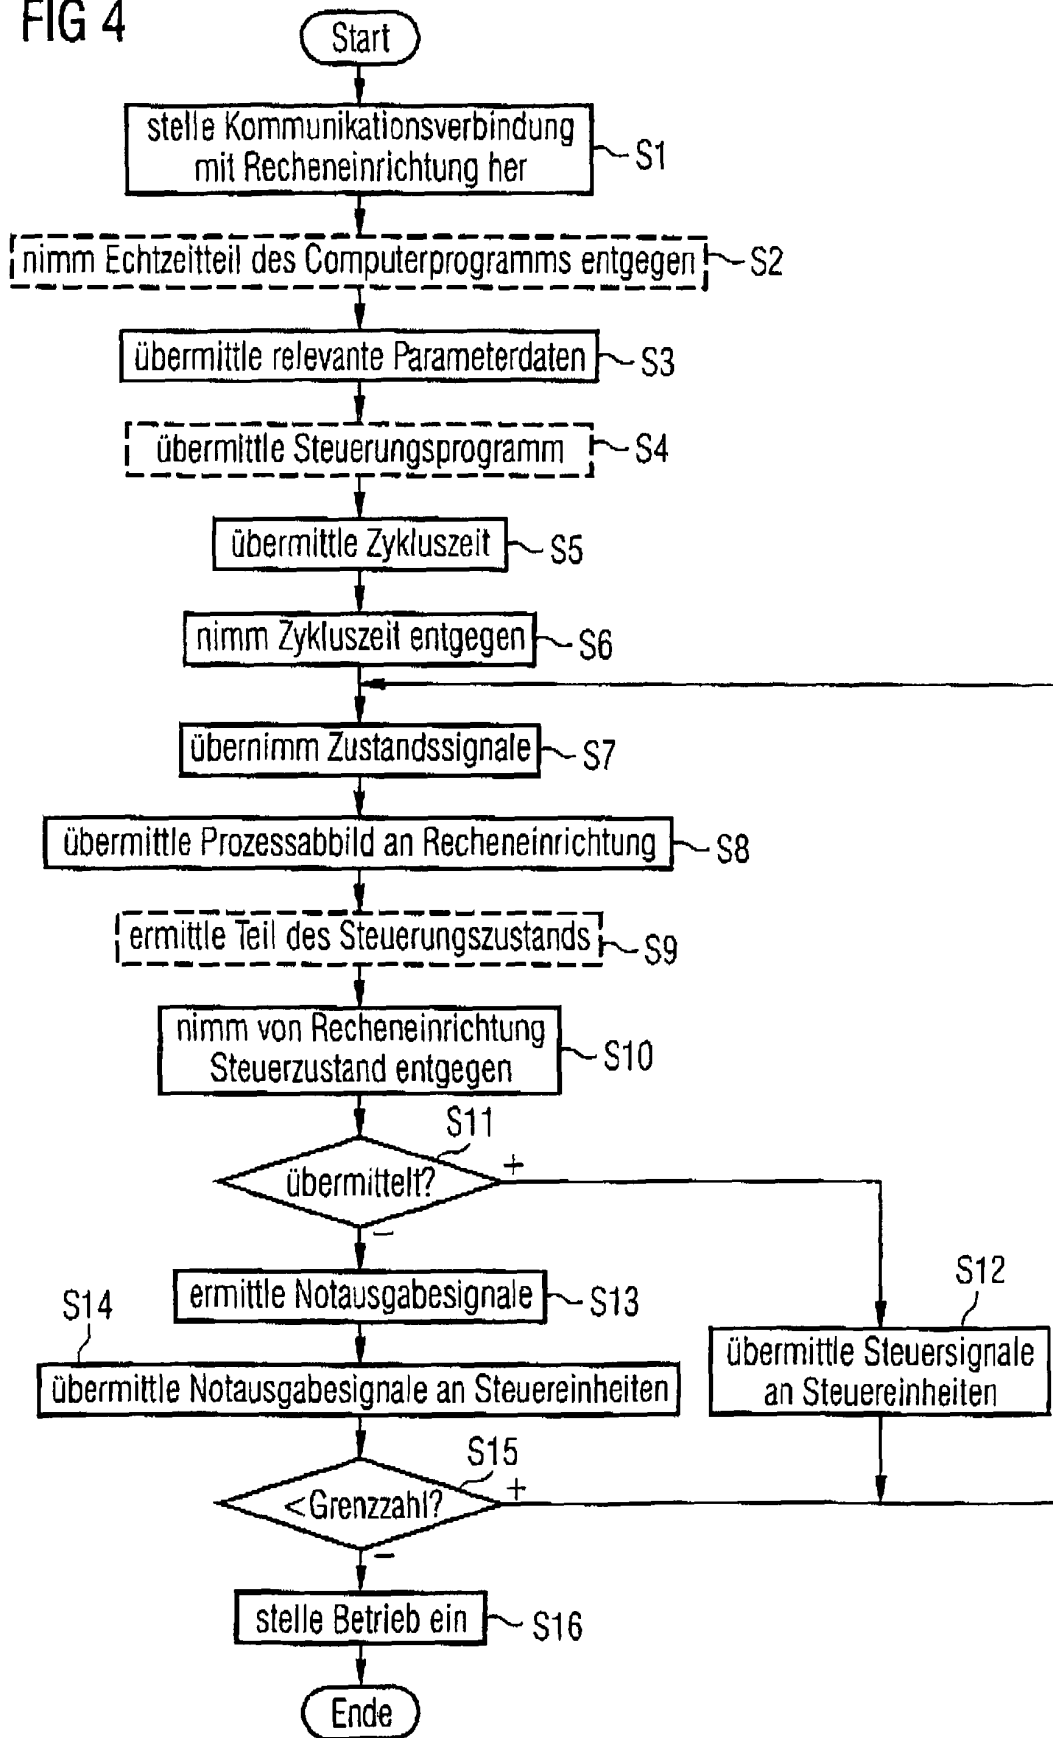 FIG 4
Start
stelle Kommunikationsverbindung
mit Recheneinrichtung her
S1
nimm Echtzeitteil des Computerprogramms entgegen
S2
übermittle relevante Parameterdaten
S3
übermittle Steuerungsprogramm
S4
übermittle Zykluszeit
S5
nimm Zykluszeit entgegen
S6
übernimm Zustandssignale
S7
übermittle Prozessabbild an Recheneinrichtung
S8
ermittle Teil des Steuerungszustands
S9
nimm von Recheneinrichtung
Steuerzustand entgegen
S10
S11
übermittelt?
+
−
S12
übermittle Steuersignale
an Steuereinheiten
ermittle Notausgabesignale
S13
S14
übermittle Notausgabesignale an Steuereinheiten
S15
<Grenzzahl?
+
−
stelle Betrieb ein
S16
Ende